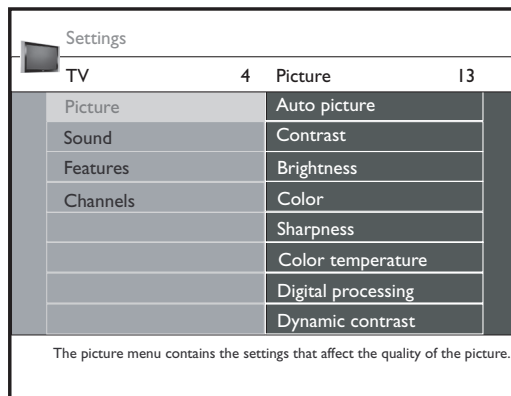 Settings
TV 4 Picture 13
Picture Auto picture
Sound Contrast
Features Brightness
Channels Color
Sharpness
Color temperature
Digital processing
Dynamic contrast
The picture menu contains the settings that affect the quality of the picture.